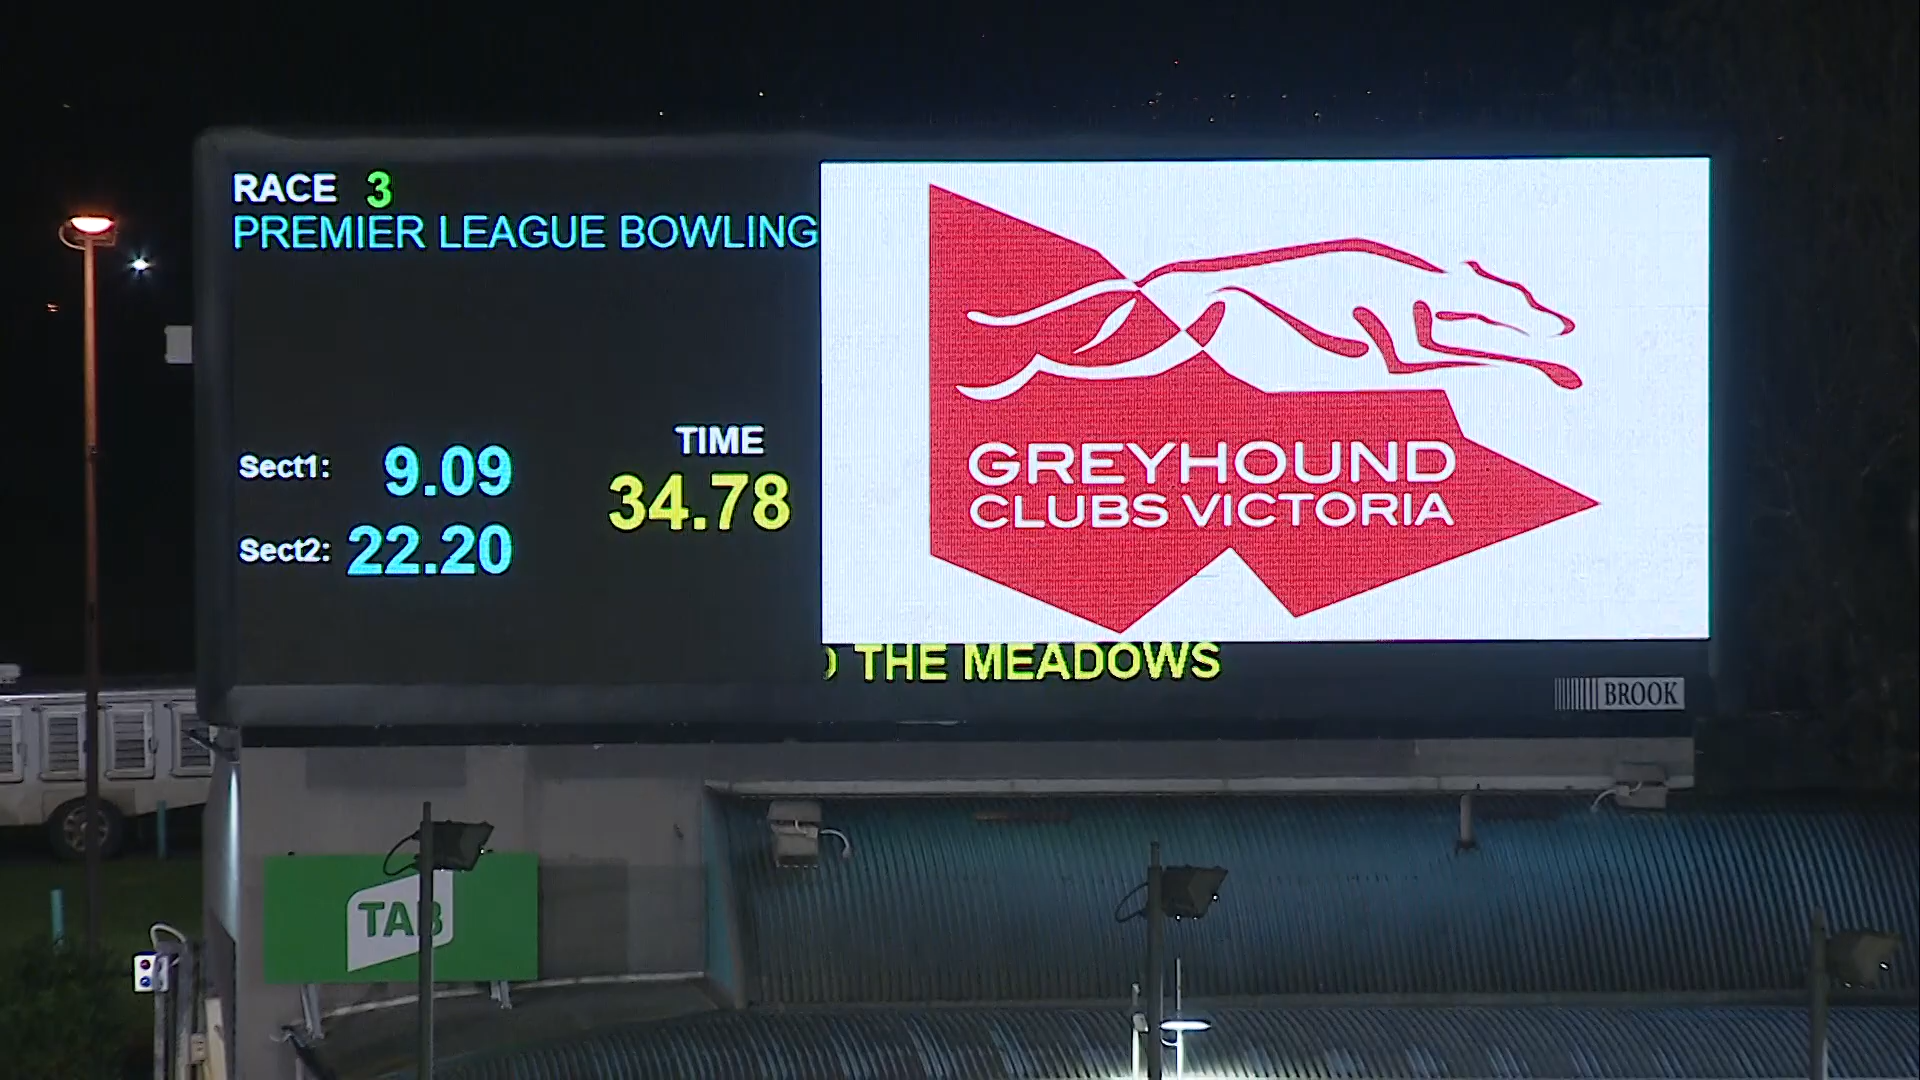 RACE 3
PREMIER LEAGUE BOWLING
Sect1: 9.09
Sect2: 22.20
TIME
34.78
GREYHOUND
CLUBS VICTORIA
THE MEADOWS
BROOK
TAB